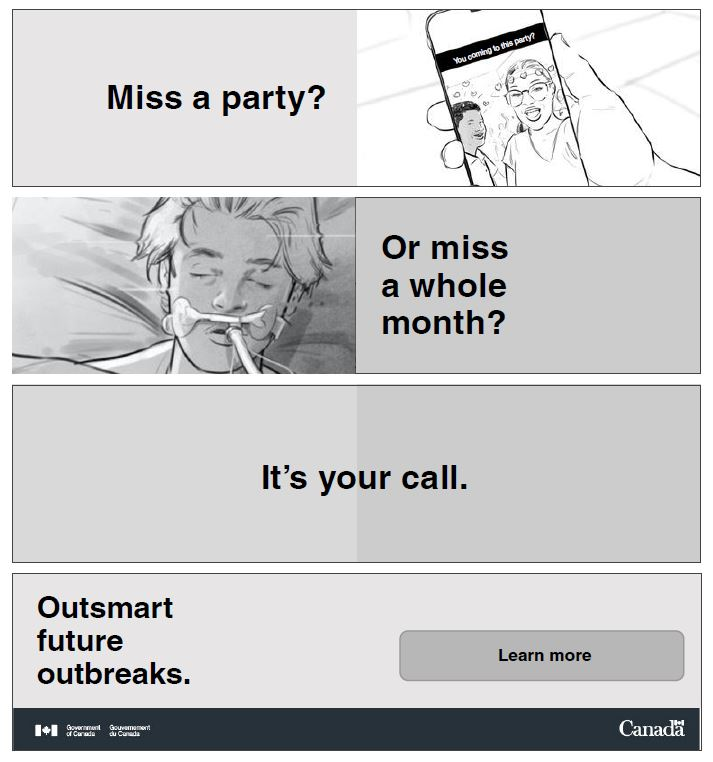 Miss a party?
You coming to this party?
Or miss
a whole
month?
It's your call.
Outsmart
future
outbreaks.
Learn more
Government
of Canada
Gouvernement
du Canada
Canada